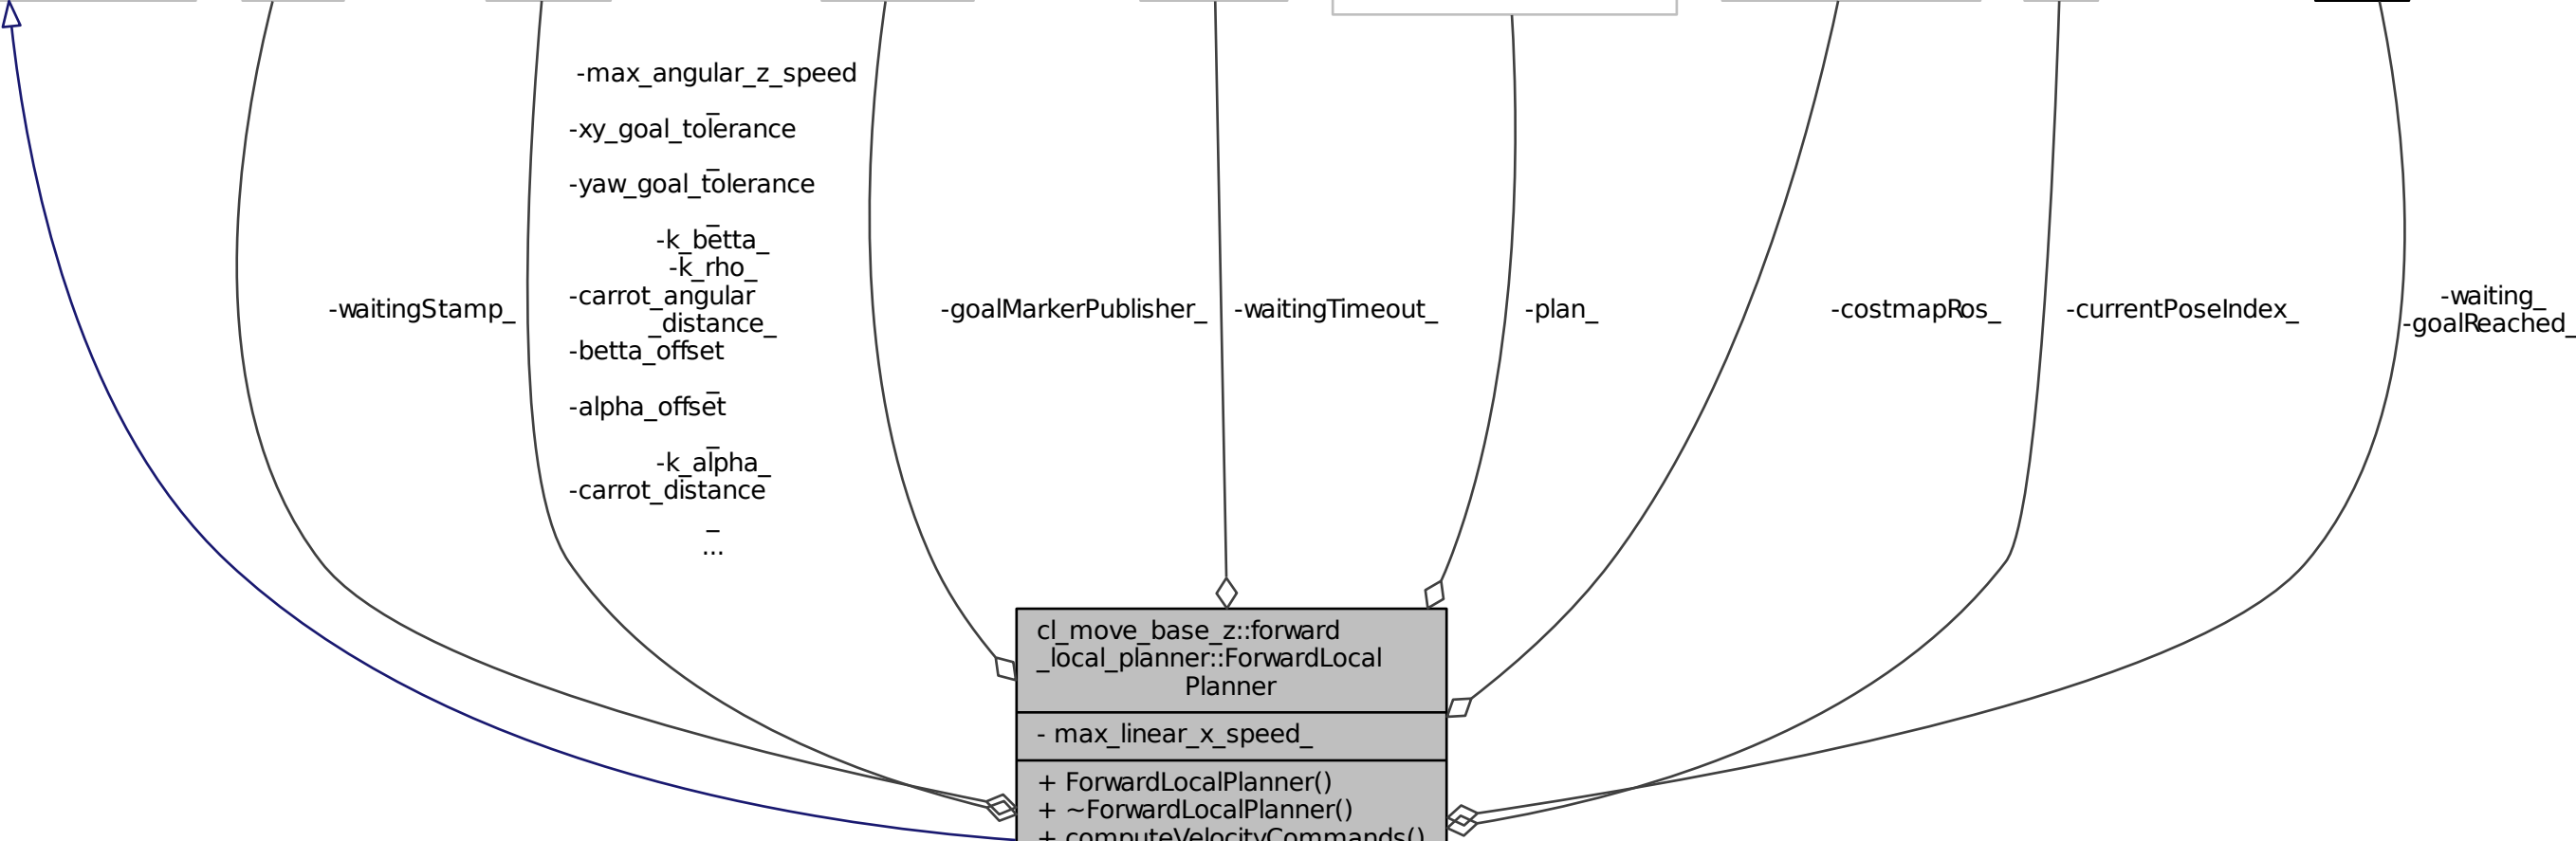 -max_angular_z_speed
_
-xy_goal_tolerance
_
-yaw_goal_tolerance
_
-k_betta_
-k_rho_
-carrot_angular
_distance_
-betta_offset
_
-alpha_offset
_
-k_alpha_
-carrot_distance
_
...
-waitingStamp_
-goalMarkerPublisher_
-waitingTimeout_
-plan_
-costmapRos_
-currentPoseIndex_
-waiting_
-goalReached_
cl_move_base_z::forward
_local_planner::ForwardLocal
Planner
- max_linear_x_speed_
+ ForwardLocalPlanner()
+ ~ForwardLocalPlanner()
+ computeVelocityCommands()